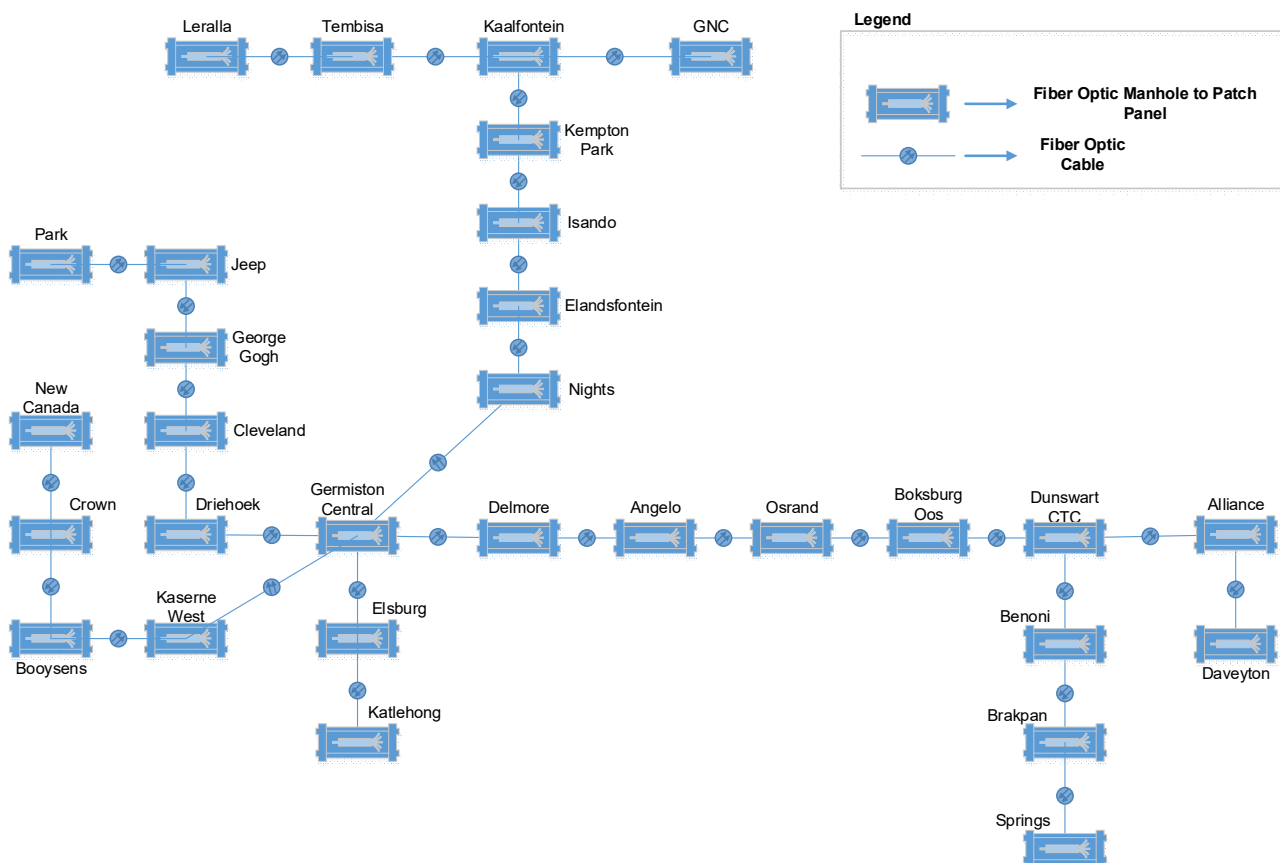 Legend
Leralla
Tembisa
Kaalfontein
GNC
Fiber Optic Manhole to Patch
Panel
Fiber Optic
Cable
Kempton
Park
Isando
Park
Jeep
Elandsfontein
George
Gogh
Nights
New
Canada
Cleveland
Crown
Driehoek
Germiston
Central
Delmore
Angelo
Osrand
Boksburg
Oos
Dunswart
CTC
Alliance
Kaserne
West
Elsburg
Benoni
Booysens
Daveyton
Katlehong
Brakpan
Springs